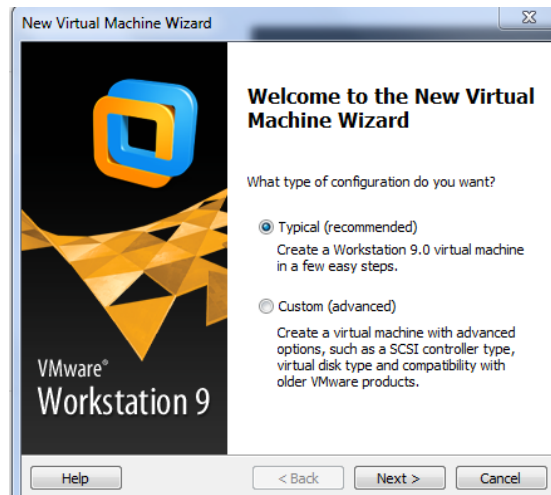 New Virtual Machine Wizard
Welcome to the New Virtual
Machine Wizard
What type of configuration do you want?
Typical (recommended)
Create a Workstation 9.0 virtual machine
in a few easy steps.
Custom (advanced)
Create a virtual machine with advanced
options, such as a SCSI controller type,
virtual disk type and compatibility with
older VMware products.
VMware®
Workstation 9
Help
< Back
Next >
Cancel